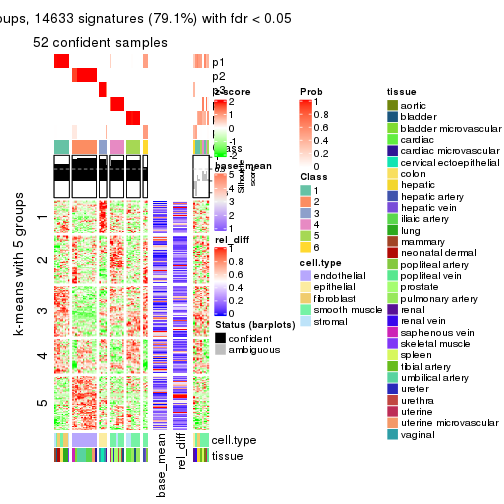 oups, 14633 signatures (79.1%) with fdr < 0.05
52 confident samples
p1
p2
p3
p4
Class
Silhouette
score
z-score
2
1
0
-1
-2
base_mean
5
4
3
2
1
rel_diff
1
0.8
0.6
0.4
0.2
0
Status (barplots)
confident
ambiguous
Prob
1
0.8
0.6
0.4
0.2
0
Class
1
2
3
4
5
6
cell.type
endothelial
epithelial
fibroblast
smooth muscle
stromal
tissue
aortic
bladder
bladder microvascular
cardiac
cardiac microvascular
cervical ectoepithelial
colon
hepatic
hepatic artery
hepatic vein
iliaic artery
lung
mammary
neonatal dermal
popliteal artery
popliteal vein
prostate
pulmonary artery
renal
renal vein
saphenous vein
skeletal muscle
spleen
tibial artery
umbilical artery
ureter
urethra
uterine
uterine microvascular
vaginal
k-means with 5 groups
1
2
3
4
5
cell.type
tissue
base_mean
rel_diff